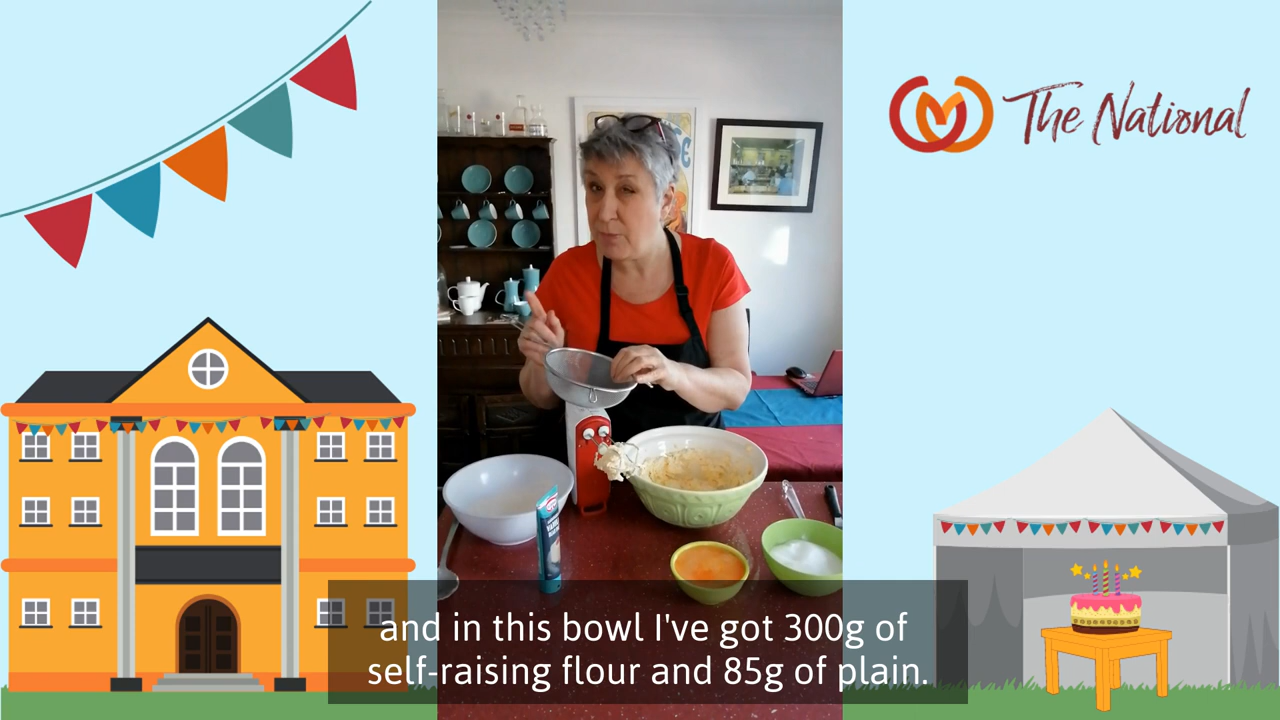 The National
and in this bowl I've got 300g of
self-raising flour and 85g of plain.